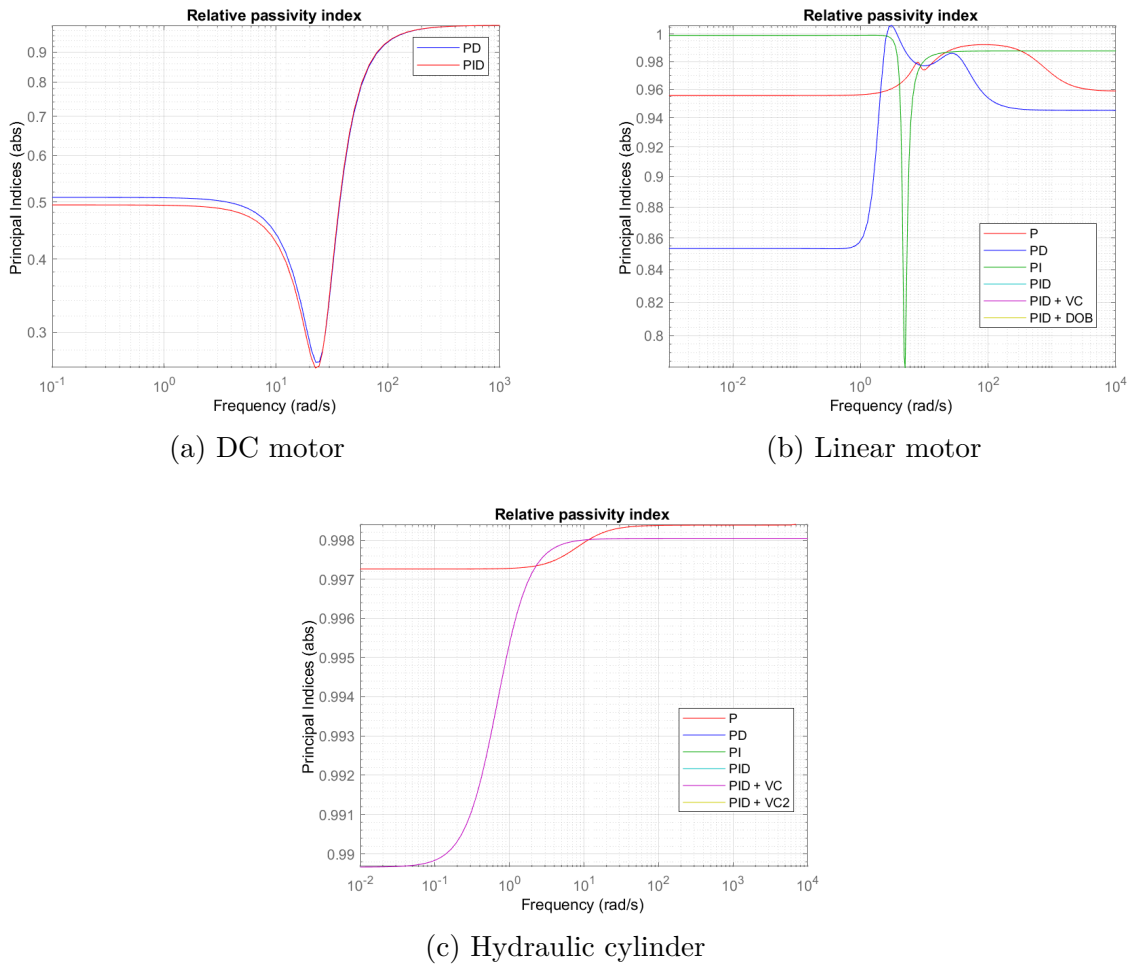 Relative passivity index
Principal Indices (abs)
0.9
0.8
0.7
0.6
0.5
0.4
0.3
PD
PID
10^-1
10^0
10^1
10^2
10^3
Frequency (rad/s)
(a) DC motor
Relative passivity index
Principal Indices (abs)
1
0.98
0.96
0.94
0.92
0.9
0.88
0.86
0.84
0.82
0.8
P
PD
PI
PID
PID + VC
PID + DOB
10^-2
10^0
10^2
10^4
Frequency (rad/s)
(b) Linear motor
Relative passivity index
Principal Indices (abs)
0.998
0.997
0.996
0.995
0.994
0.993
0.992
0.991
0.99
P
PD
PI
PID
PID + VC
PID + VC2
10^-2
10^-1
10^0
10^1
10^2
10^3
10^4
Frequency (rad/s)
(c) Hydraulic cylinder